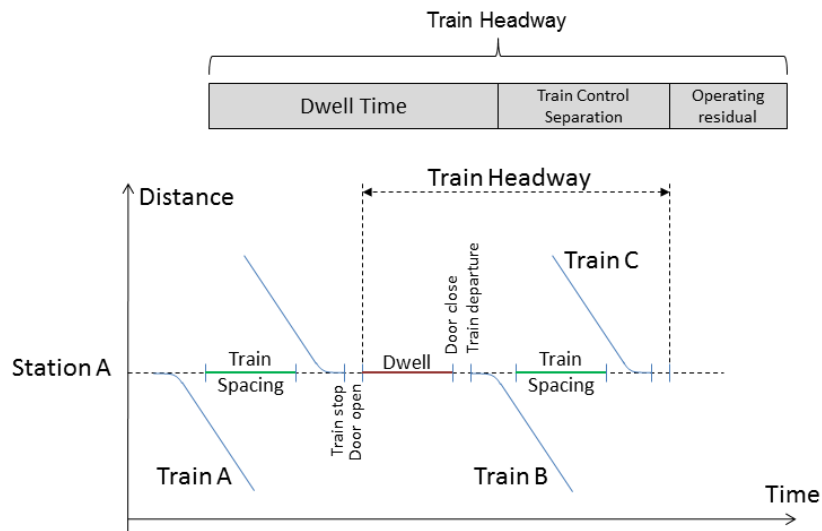 Train Headway
Dwell Time
Train Control
Separation
Operating
residual
Train Headway
Distance
Train C
Door close
Train departure
Station A
Train
Spacing
Dwell
Train
Spacing
Train stop
Door open
Train A
Train B
Time